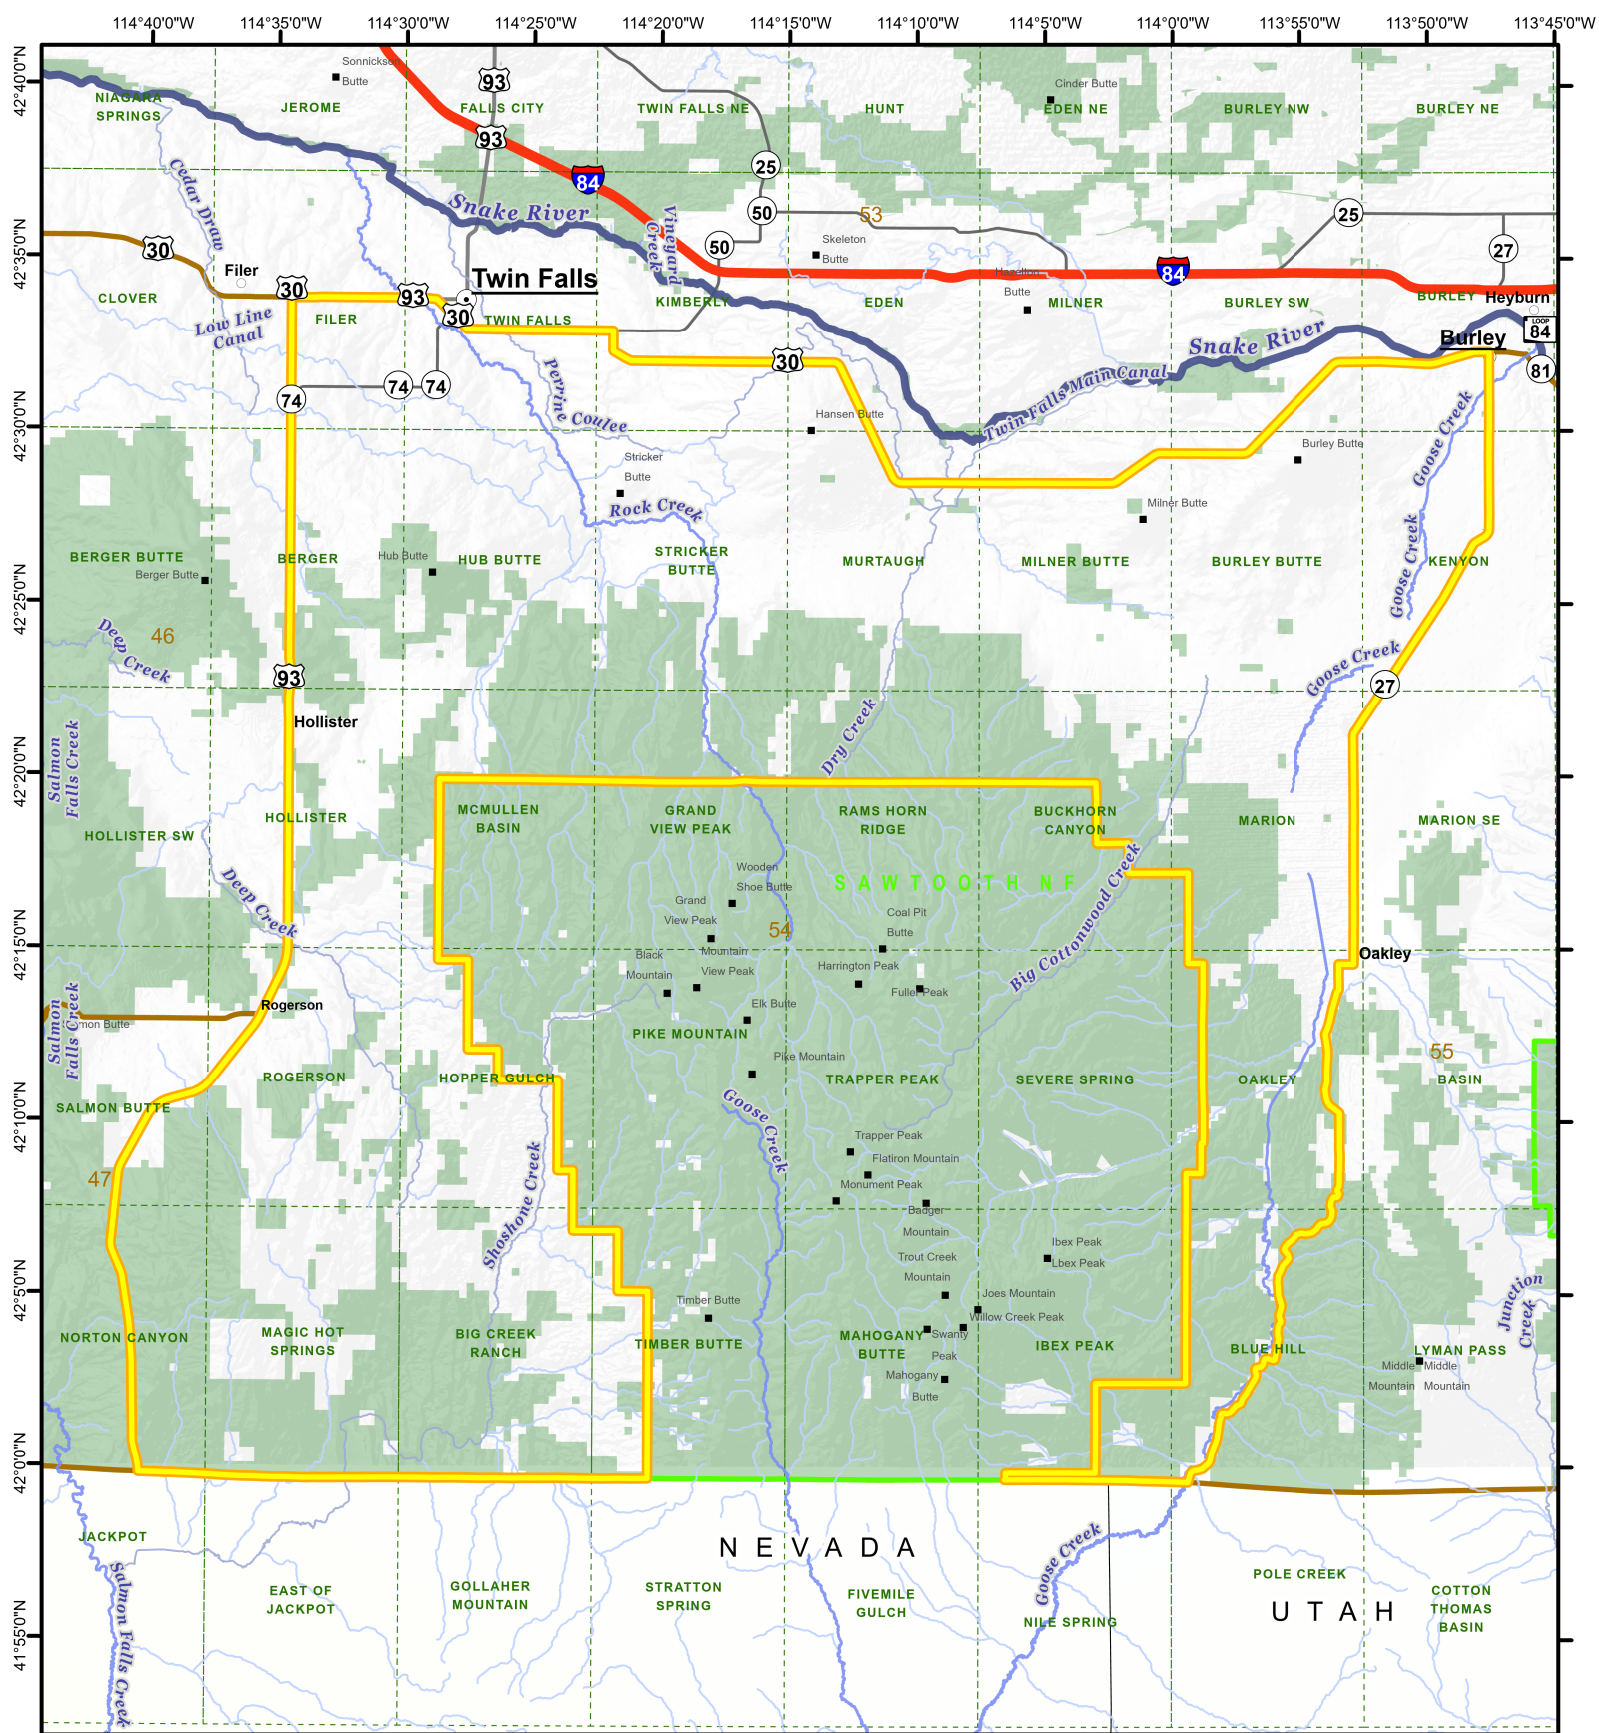 114°40'0"W
114°35'0"W
114°30'0"W
114°25'0"W
114°20'0"W
114°15'0"W
114°10'0"W
114°5'0"W
114°0'0"W
113°55'0"W
113°50'0"W
113°45'0"W
42°40'0"N
42°35'0"N
42°30'0"N
42°25'0"N
42°20'0"N
42°15'0"N
42°10'0"N
42°5'0"N
42°0'0"N
41°55'0"N
Sonnickson
Butte
93
Cinder Butte
NIAGARA
SPRINGS
JEROME
FALLS CITY
TWIN FALLS NE
HUNT
EDEN NE
BURLEY NW
BURLEY NE
93
25
84
Cedar Draw
Snake River
Vineyard
Creek
50
53
25
30
50
Skeleton
Butte
27
Filer
Twin Falls
Hazelton
Butte
84
30
93
30
CLOVER
FILER
TWIN FALLS
KIMBERLY
EDEN
MILNER
BURLEY SW
BURLEY
Heyburn
LOOP
84
Low Line
Canal
Burley
Snake River
30
81
74
74
74
Perrine Coulee
Twin Falls Main Canal
Hansen Butte
Goose Creek
Burley Butte
Stricker
Butte
Rock Creek
Milner Butte
BERGER BUTTE
Berger Butte
BERGER
Hub Butte
HUB BUTTE
STRICKER
BUTTE
MURTAUGH
MILNER BUTTE
BURLEY BUTTE
Goose Creek
KENYON
46
Deep
Creek
93
Goose Creek
27
Hollister
Salmon
Falls Creek
Dry Creek
HOLLISTER SW
HOLLISTER
MCMULLEN
BASIN
GRAND
VIEW PEAK
RAMS HORN
RIDGE
BUCKHORN
CANYON
MARION
MARION SE
Wooden
Shoe Butte
SAWTOOTH NF
Deep Creek
Grand
View Peak
54
Coal Pit
Butte
Big Cottonwood Creek
Mountain
View Peak
Black
Mountain
Harrington Peak
Fuller Peak
Oakley
Elk Butte
Rogerson
Salmon
Falls Creek
mon Butte
PIKE MOUNTAIN
Pike Mountain
55
ROGERSON
HOPPER GULCH
TRAPPER PEAK
SEVERE SPRING
OAKLEY
BASIN
SALMON BUTTE
Goose Creek
Trapper Peak
Flatiron Mountain
47
Shoshone Creek
Monument Peak
Badger
Mountain
Ibex Peak
Lbex Peak
Trout Creek
Mountain
Joes Mountain
Willow Creek Peak
Timber Butte
Junction
Creek
NORTON CANYON
MAGIC HOT
SPRINGS
BIG CREEK
RANCH
TIMBER BUTTE
MAHOGANY
BUTTE
Swanty
Peak
IBEX PEAK
BLUE HILL
LYMAN PASS
Middle
Mountain
Middle
Mountain
Mahogany
Butte
JACKPOT
NEVADA
Goose Creek
Salmon Falls Creek
EAST OF
JACKPOT
GOLLAHER
MOUNTAIN
STRATTON
SPRING
FIVEMILE
GULCH
NILE SPRING
POLE CREEK
UTAH
COTTON
THOMAS
BASIN